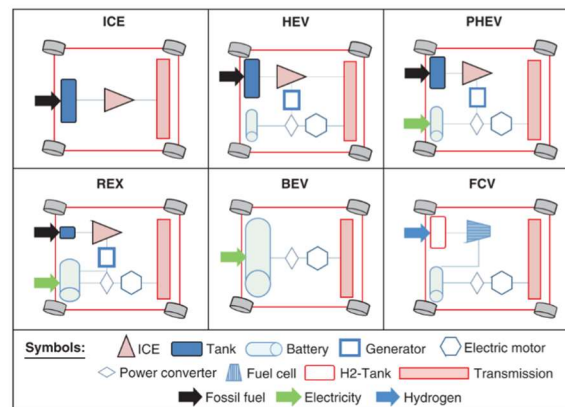 ICE HEV PHEV
REX BEV FCV
Symbols: ICE Tank Battery Generator Electric motor
Power converter Fuel cell H2-Tank Transmission
Fossil fuel Electricity Hydrogen